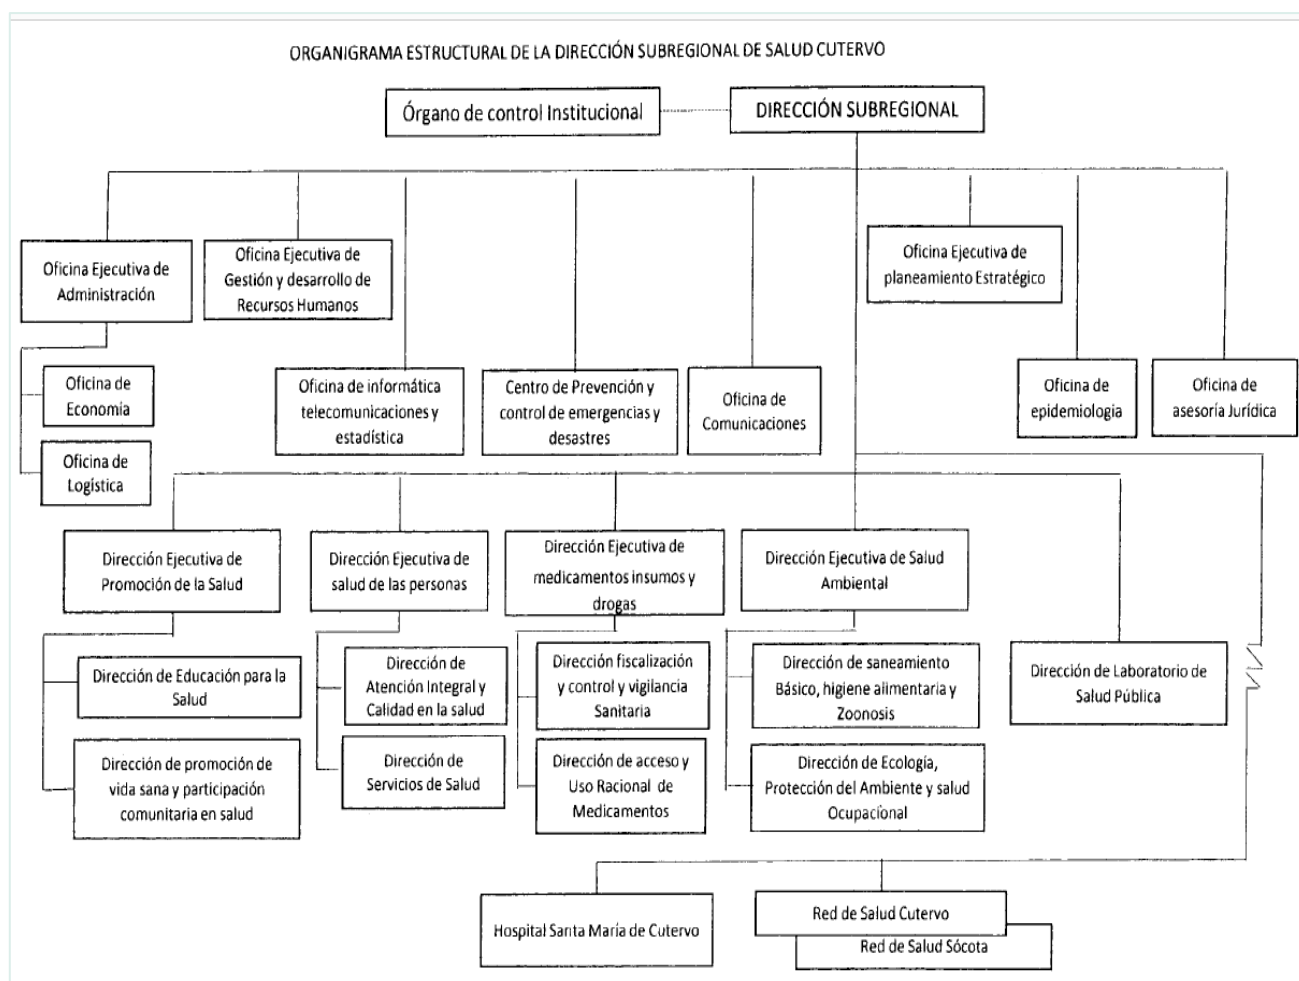 ORGANIGRAMA ESTRUCTURAL DE LA DIRECCIÓN SUBREGIONAL DE SALUD CUTERVO
Órgano de control Institucional
DIRECCIÓN SUBREGIONAL
Oficina Ejecutiva de
Administración
Oficina Ejecutiva de
Gestión y desarrollo de
Recursos Humanos
Oficina Ejecutiva de
planeamiento Estratégico
Oficina de
Economía
Oficina de
Logística
Oficina de informática
telecomunicaciones y
estadística
Centro de Prevención y
control de emergencias y
desastres
Oficina de
Comunicaciones
Oficina de
epidemiologia
Oficina de
asesoría Jurídica
Dirección Ejecutiva de
Promoción de la Salud
Dirección Ejecutiva de
salud de las personas
Dirección Ejecutiva de
medicamentos insumos y
drogas
Dirección Ejecutiva de Salud
Ambiental
Dirección de Educación para la
Salud
Dirección de
Atención Integral y
Calidad en la salud
Dirección fiscalización
y control y vigilancia
Sanitaria
Dirección de saneamiento
Básico, higiene alimentaria y
Zoonosis
Dirección de Laboratorio de
Salud Pública
Dirección de promoción de
vida sana y participación
comunitaria en salud
Dirección de
Servicios de Salud
Dirección de acceso y
Uso Racional de
Medicamentos
Dirección de Ecología,
Protección del Ambiente y salud
Ocupacional
Hospital Santa María de Cutervo
Red de Salud Cutervo
Red de Salud Sócota